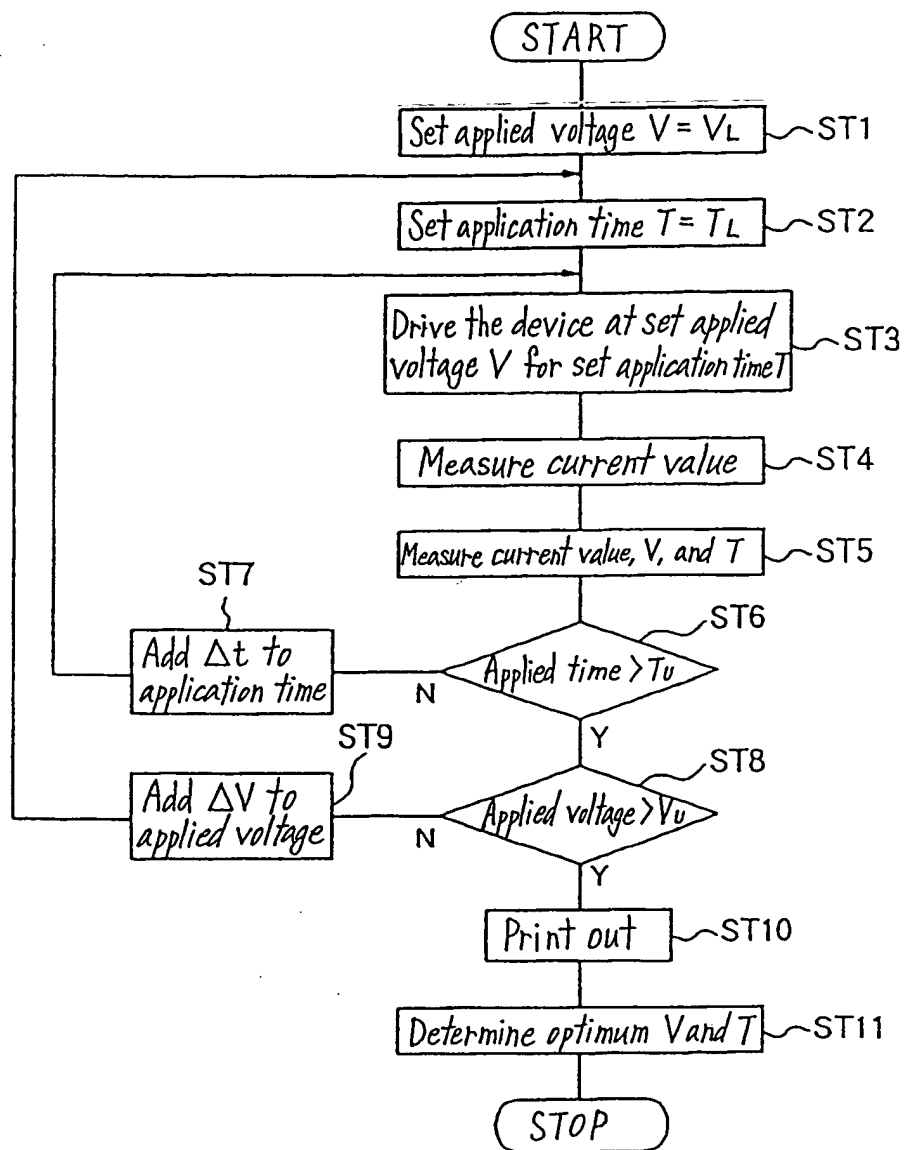 START
Set applied voltage V = VL
ST1
Set application time T = TL
ST2
Drive the device at set applied
voltage V for set application time T
ST3
Measure current value
ST4
Measure current value, V, and T
ST5
ST6
Applied time > Tu
N
Y
ST7
Add Δt to
application time
ST8
Applied voltage > Vu
N
Y
ST9
Add ΔV to
applied voltage
Print out
ST10
Determine optimum V and T
ST11
STOP